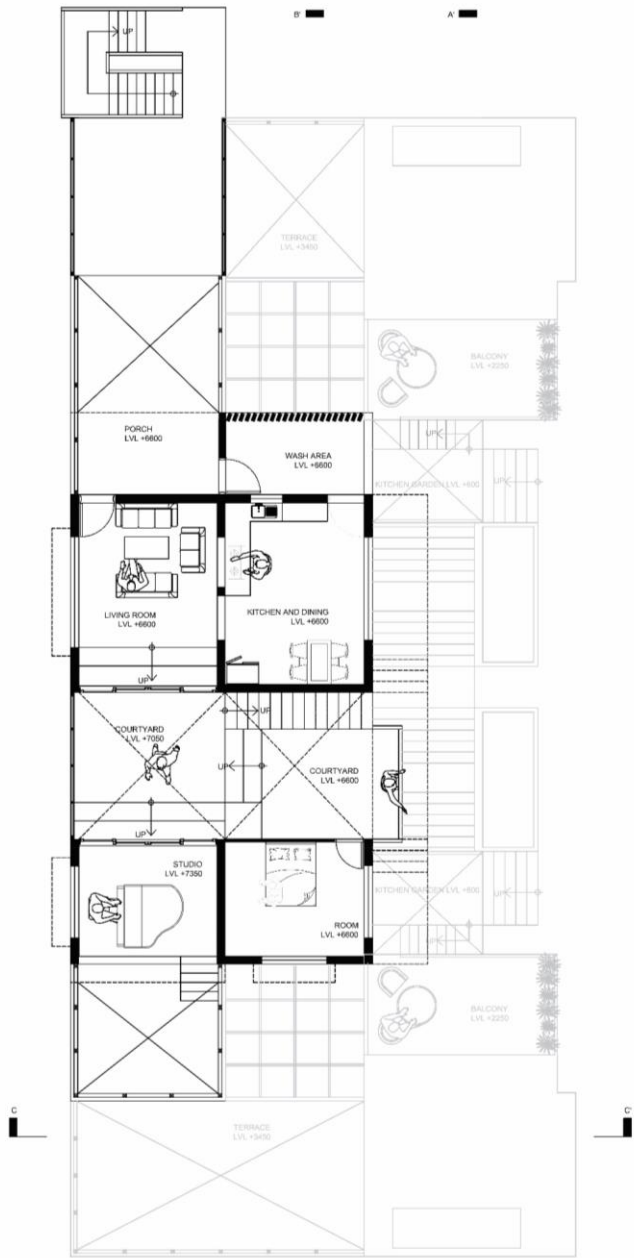 B'
A'
UP
TERRACE
LVL +3450
BALCONY
LVL +2250
PORCH
LVL +6600
UP
WASH AREA
LVL +6600
KITCHEN GARDEN LVL +600
UP
LIVING ROOM
LVL +6600
KITCHEN AND DINING
LVL +6600
UP
UP
COURTYARD
LVL +7050
UP
COURTYARD
LVL +6600
UP
STUDIO
LVL +7350
KITCHEN GARDEN LVL +600
UP
ROOM
LVL +6600
UP
BALCONY
LVL +2250
C
C'
TERRACE
LVL +3450